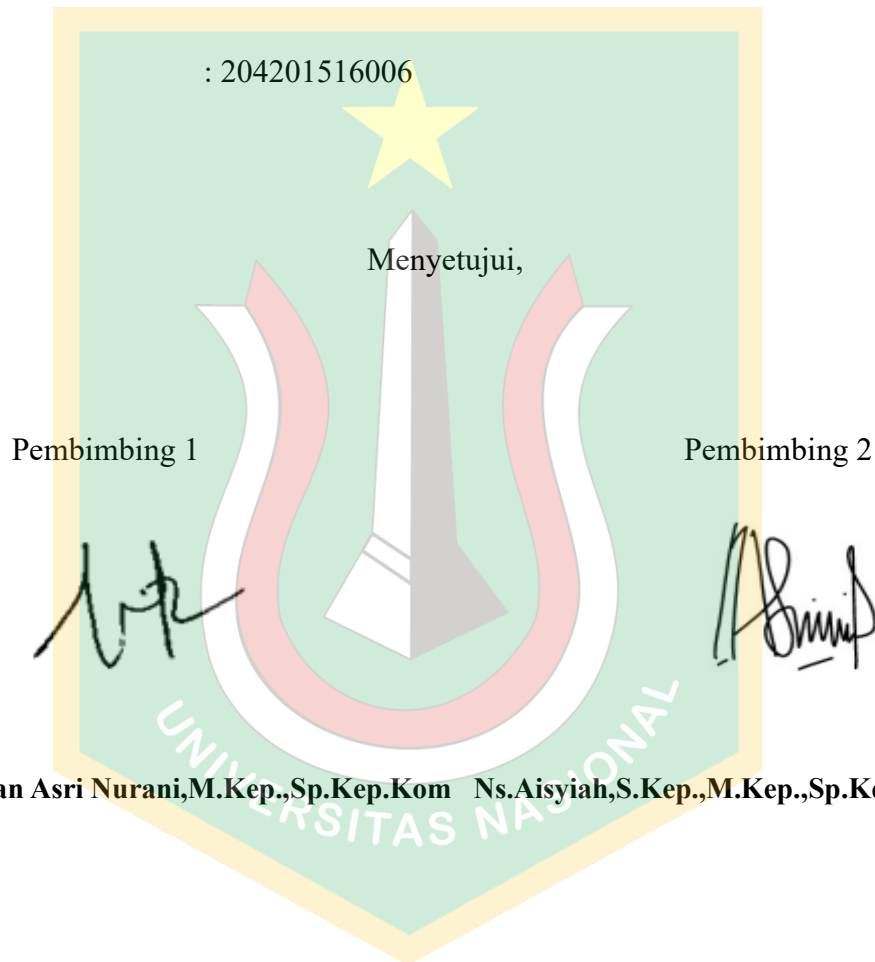 : 204201516006
Menyetujui,
Pembimbing 1 Pembimbing 2
an Asri Nurani,M.Kep.,Sp.Kep.Kom Ns.Aisyiah,S.Kep.,M.Kep.,Sp.Ke
UNIVERSITAS NASIONAL